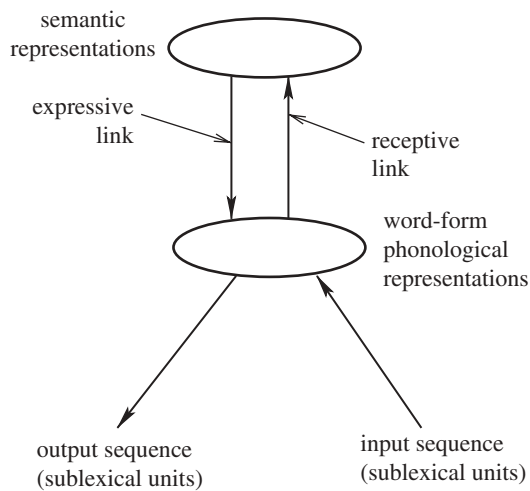 semantic
representations
expressive
link
receptive
link
word-form
phonological
representations
output sequence
(sublexical units)
input sequence
(sublexical units)